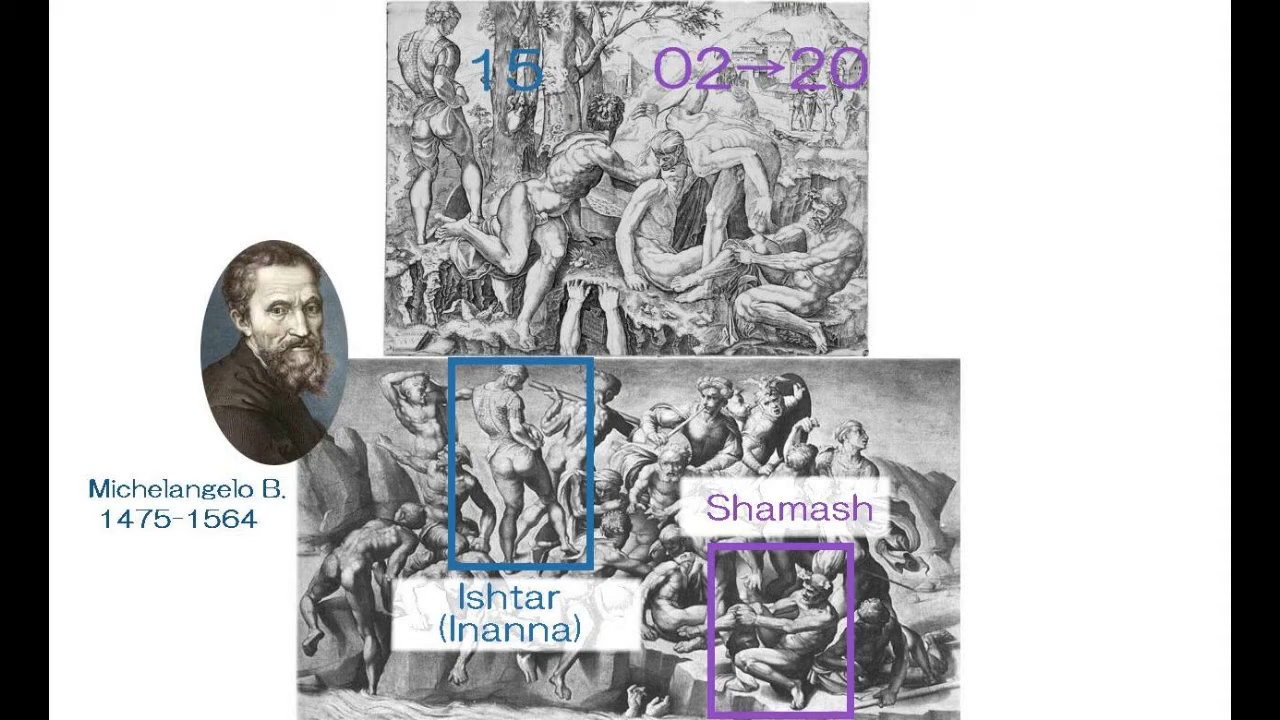 15
02→20
Michelangelo B.
1475-1564
Shamash
Ishtar
(Inanna)